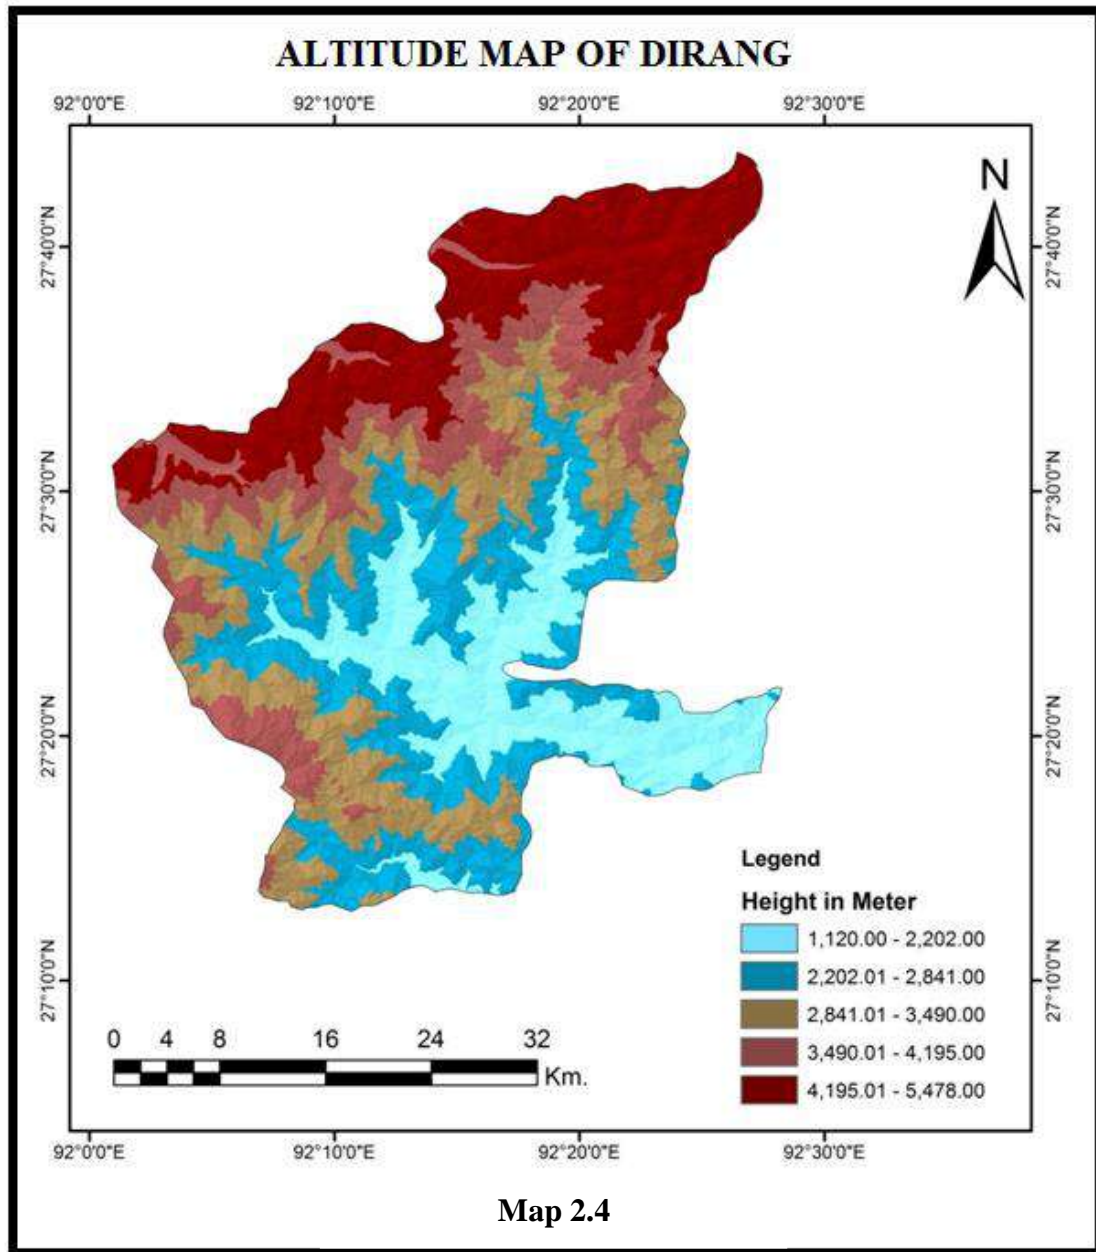 ALTITUDE MAP OF DIRANG
92°0'0"E 92°10'0"E 92°20'0"E 92°30'0"E
N
27°40'0"N 27°40'0"N
27°30'0"N 27°30'0"N
27°20'0"N 27°20'0"N
27°10'0"N 27°10'0"N
Legend
Height in Meter
1,120.00 - 2,202.00
2,202.01 - 2,841.00
2,841.01 - 3,490.00
3,490.01 - 4,195.00
4,195.01 - 5,478.00
0 4 8 16 24 32
Km.
92°0'0"E 92°10'0"E 92°20'0"E 92°30'0"E
Map 2.4